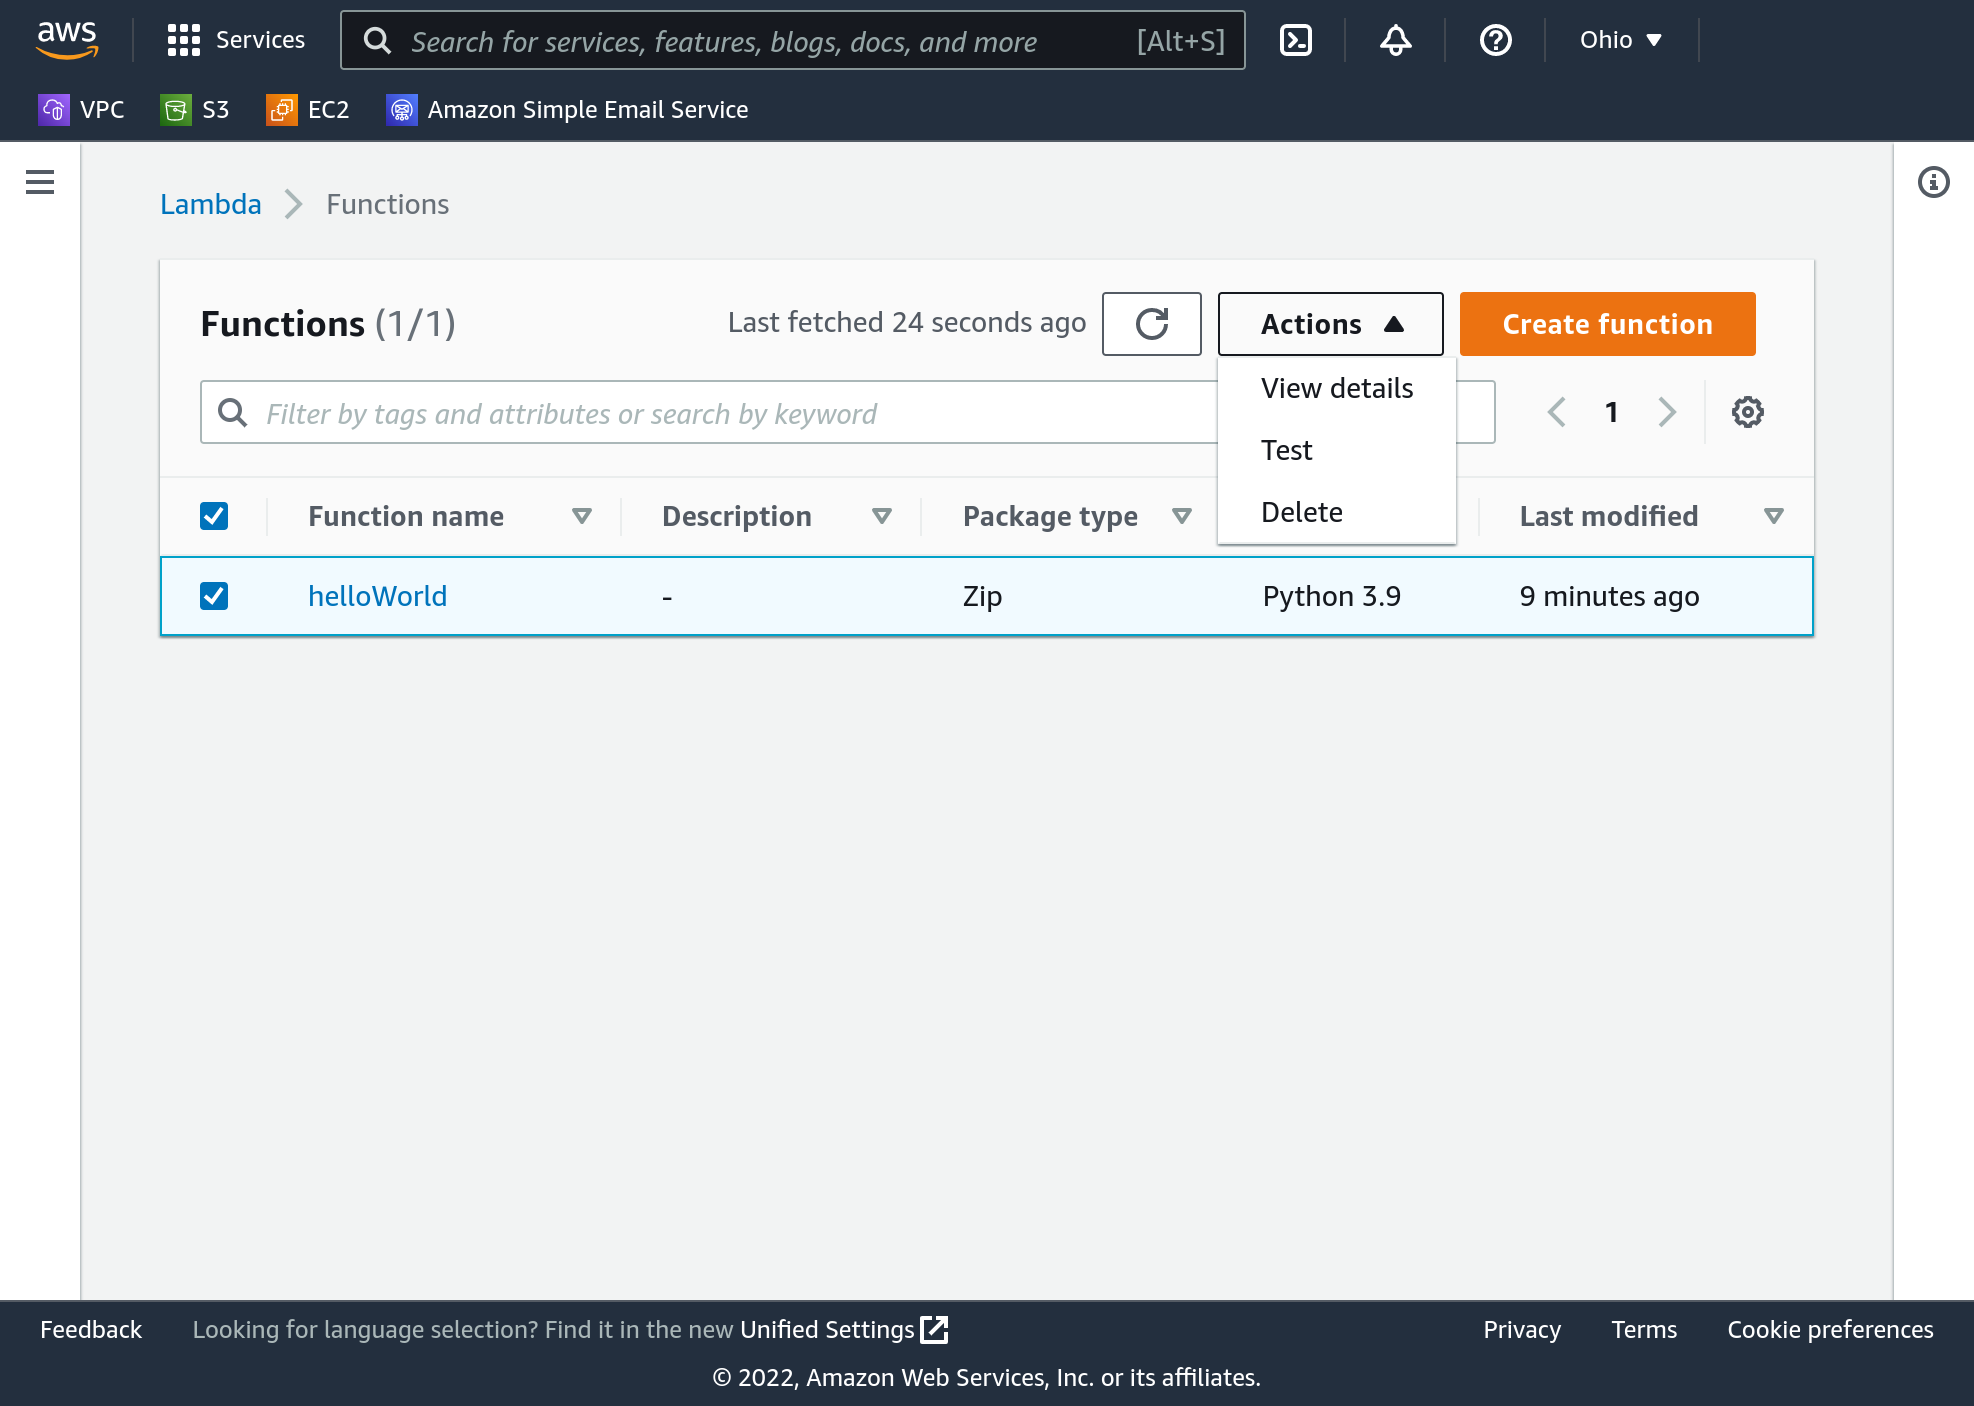 aws Services Search for services, features, blogs, docs, and more [Alt+S] Ohio
VPC S3 EC2 Amazon Simple Email Service
Lambda Functions
Functions (1/1) Last fetched 24 seconds ago Actions Create function
View details
Filter by tags and attributes or search by keyword 1
Test
Delete
Function name Description Package type Last modified
helloWorld - Zip Python 3.9 9 minutes ago
Feedback Looking for language selection? Find it in the new Unified Settings Privacy Terms Cookie preferences
© 2022, Amazon Web Services, Inc. or its affiliates.